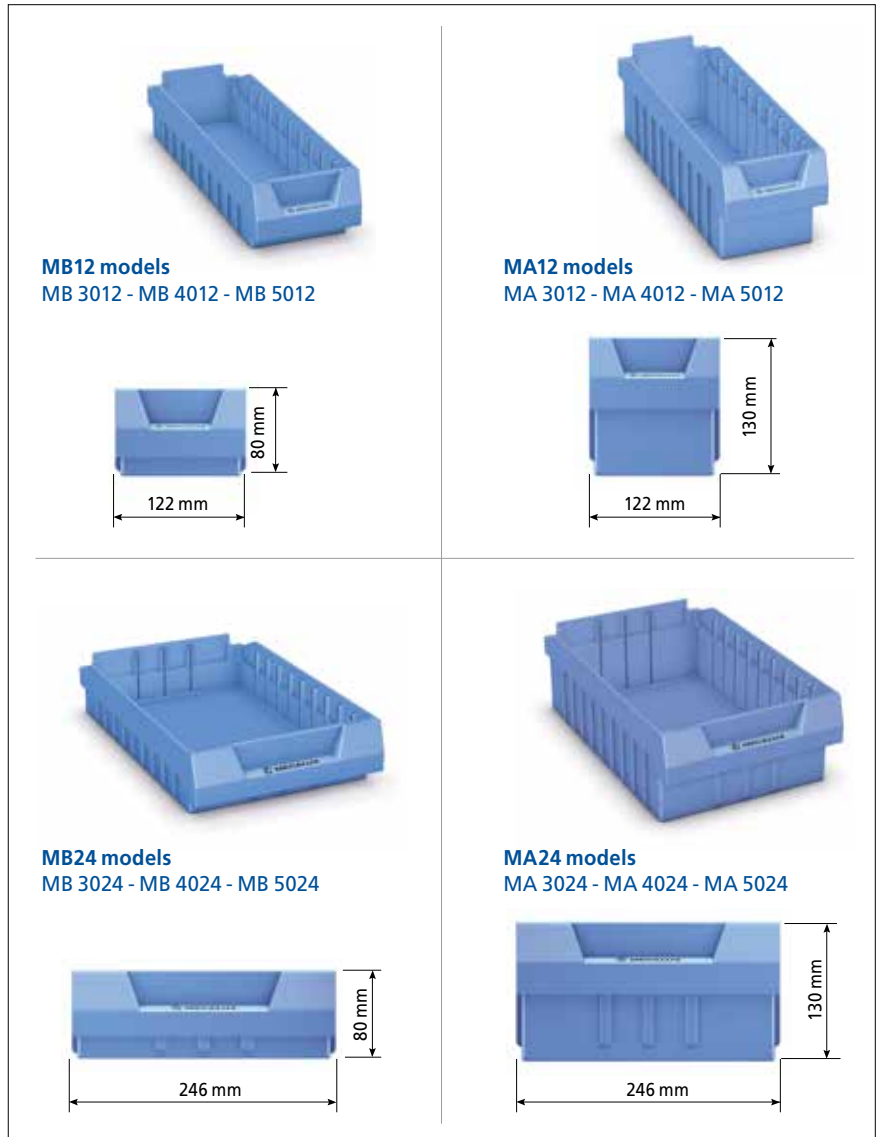 MB12 models
MB 3012 - MB 4012 - MB 5012
80 mm
122 mm
MA12 models
MA 3012 - MA 4012 - MA 5012
130 mm
122 mm
MB24 models
MB 3024 - MB 4024 - MB 5024
80 mm
246 mm
MA24 models
MA 3024 - MA 4024 - MA 5024
130 mm
246 mm